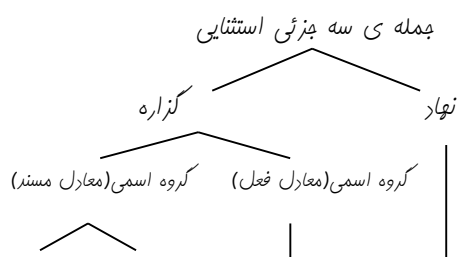 جمله ی سه جزئی استثنایی
نهاد
گزاره
گروه اسمی(معادل فعل)
گروه اسمی(معادل مسند)